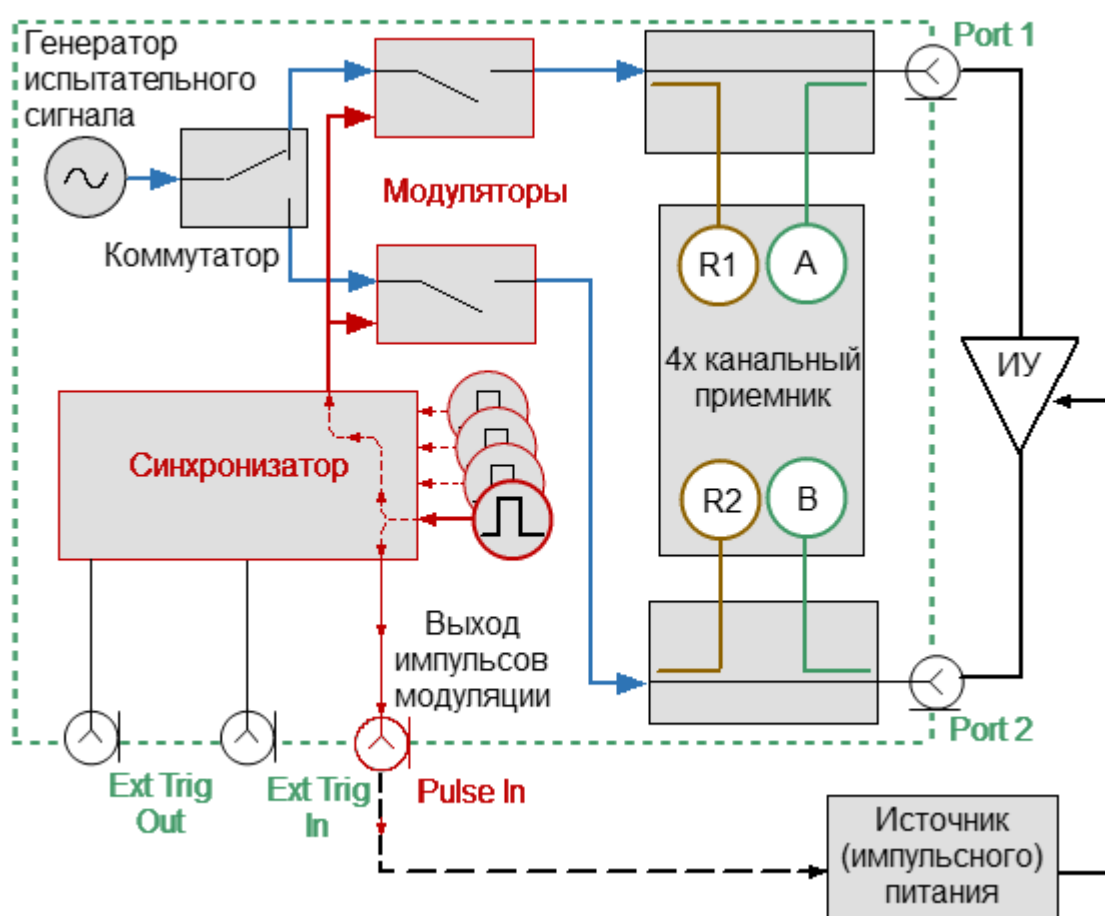 Генератор
испытательного
сигнала
Port 1
Коммутатор
Модуляторы
R1
A
4х канальный
приемник
ИУ
R2
B
Синхронизатор
Выход
импульсов
модуляции
Port 2
Ext Trig
Out
Ext Trig
In
Pulse In
Источник
(импульсного)
питания